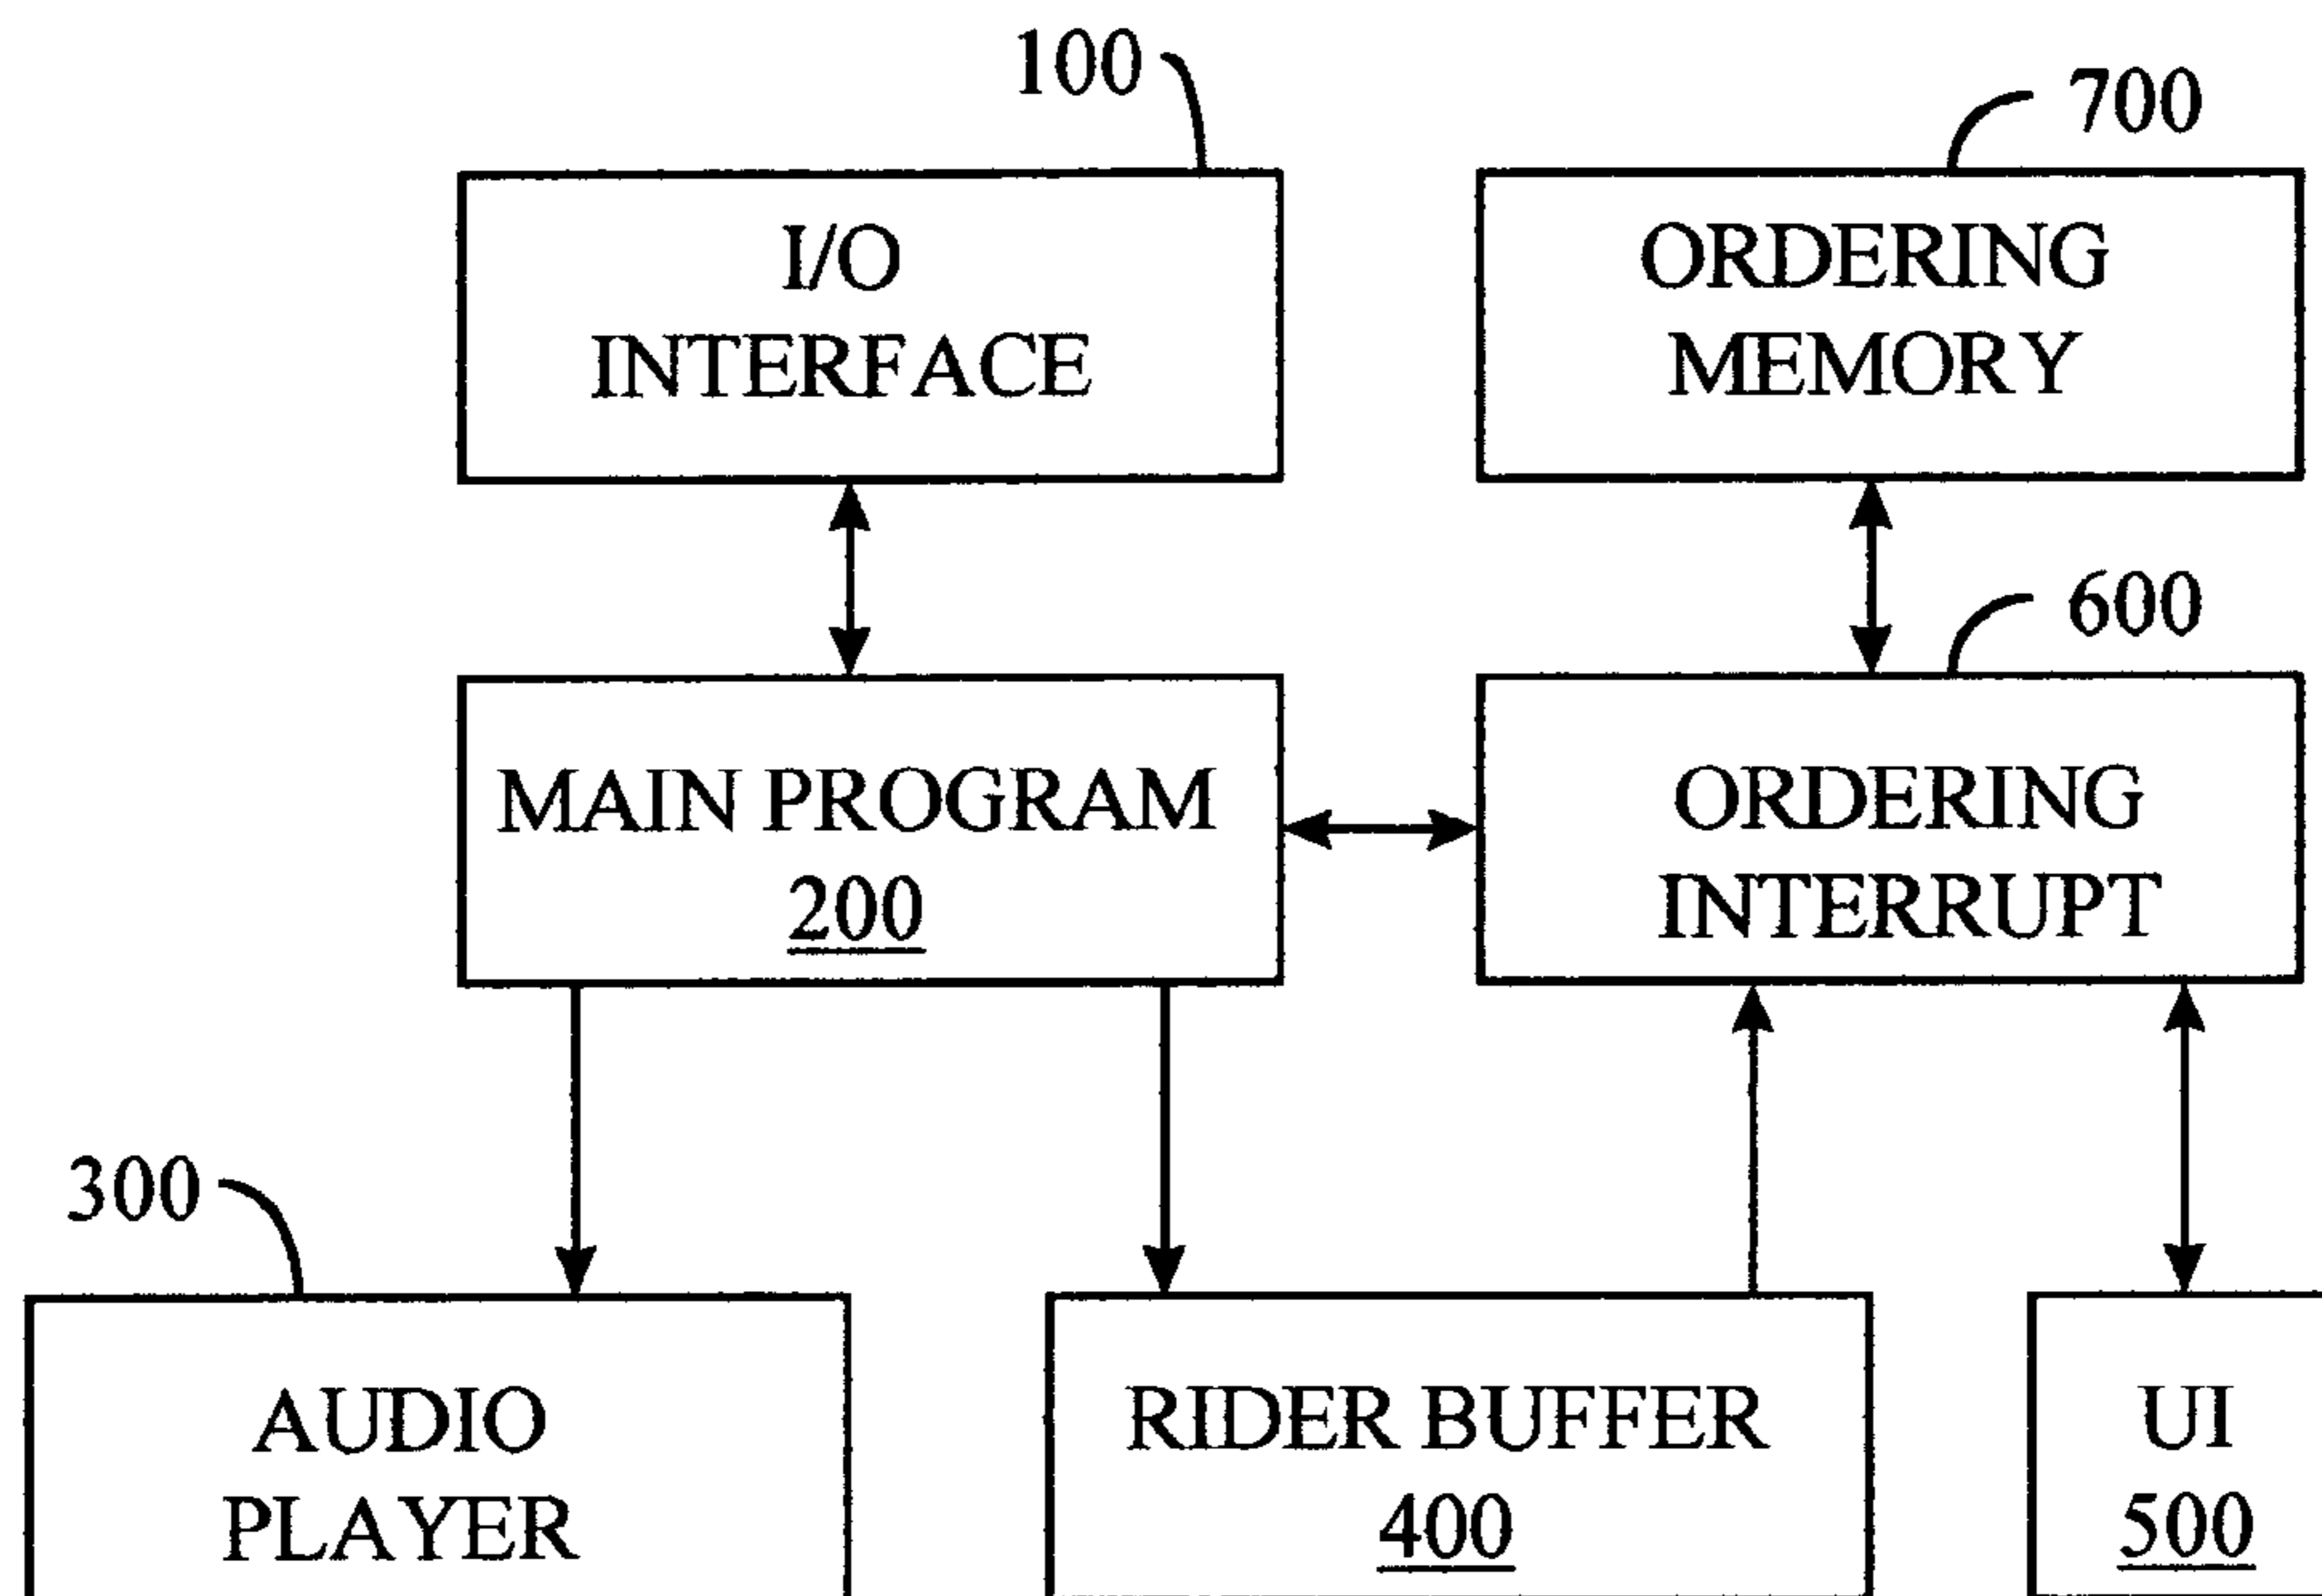 100
700
I/O
INTERFACE
ORDERING
MEMORY
600
MAIN PROGRAM
200
ORDERING
INTERRUPT
300
AUDIO
PLAYER
RIDER BUFFER
400
UI
500